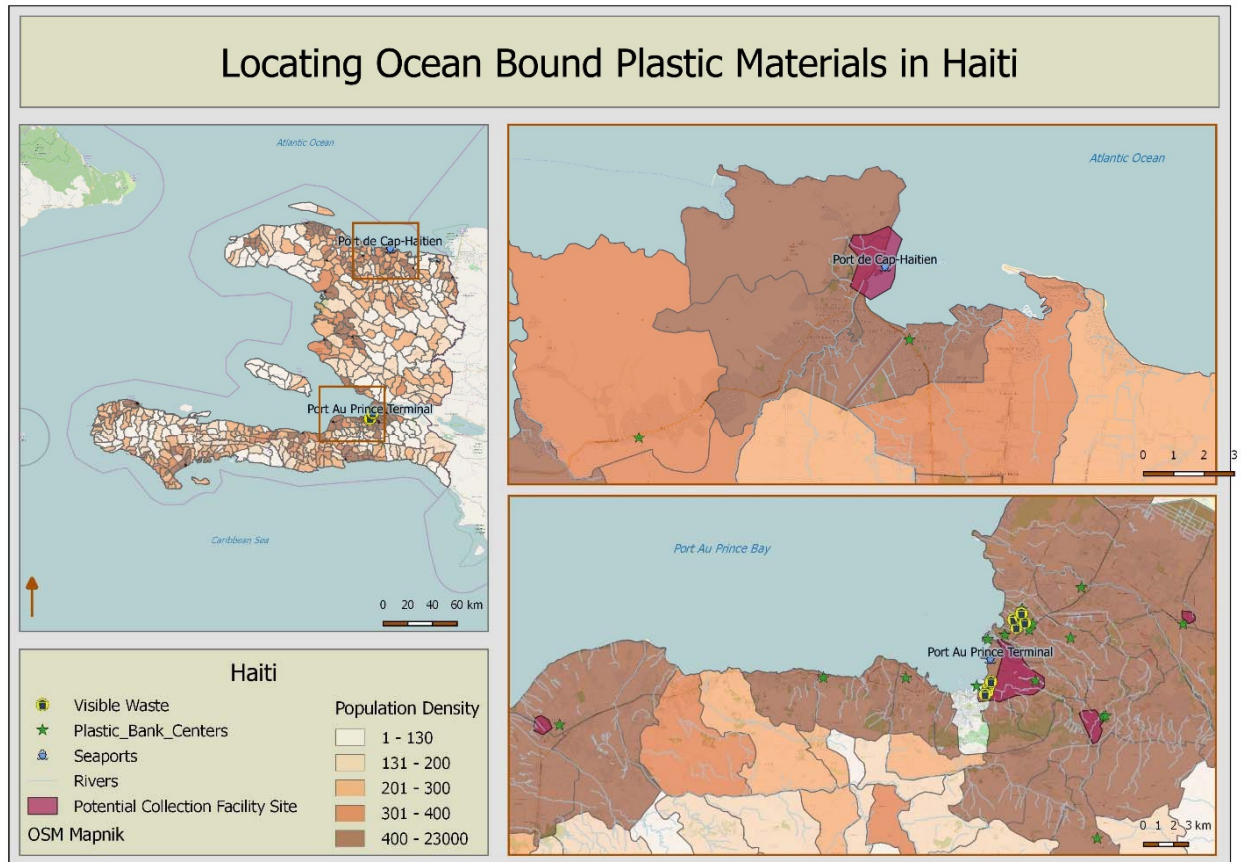 Locating Ocean Bound Plastic Materials in Haiti
Atlantic Ocean
Port de Cap-Haïtien
Port Au Prince Terminal
Caribbean Sea
0 20 40 60 km
Atlantic Ocean
Port de Cap-Haïtien
0 1 2 3
Port Au Prince Bay
Port Au Prince Terminal
0 1 2 3 km
Haiti
Visible Waste
Plastic_Bank_Centers
Seaports
Rivers
Potential Collection Facility Site
OSM Mapnik
Population Density
1 - 130
131 - 200
201 - 300
301 - 400
400 - 23000